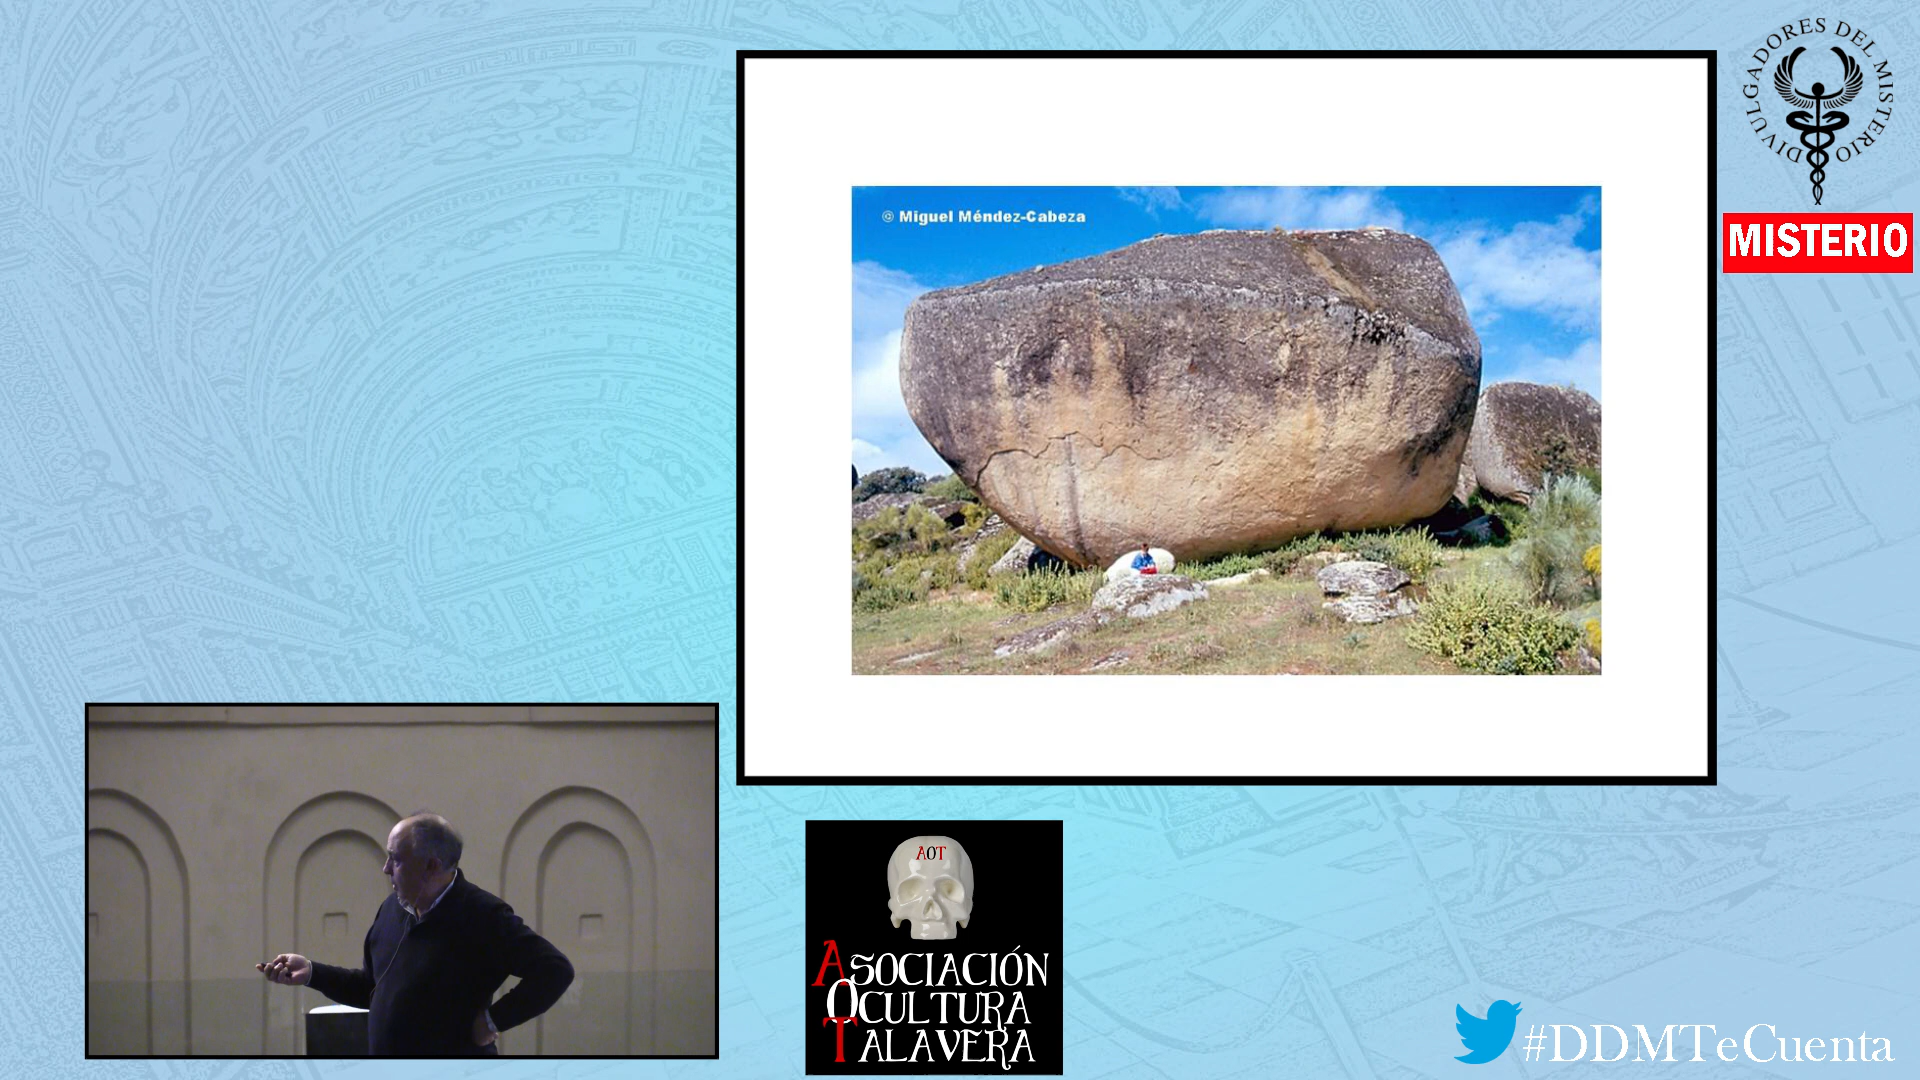 @ Miguel Méndez-Cabeza
DIVULGADORES DEL MISTERIO
MISTERIO
AOT
ASOCIACIÓN
OCULTURA
TALAVERA
#DDMTeCuenta